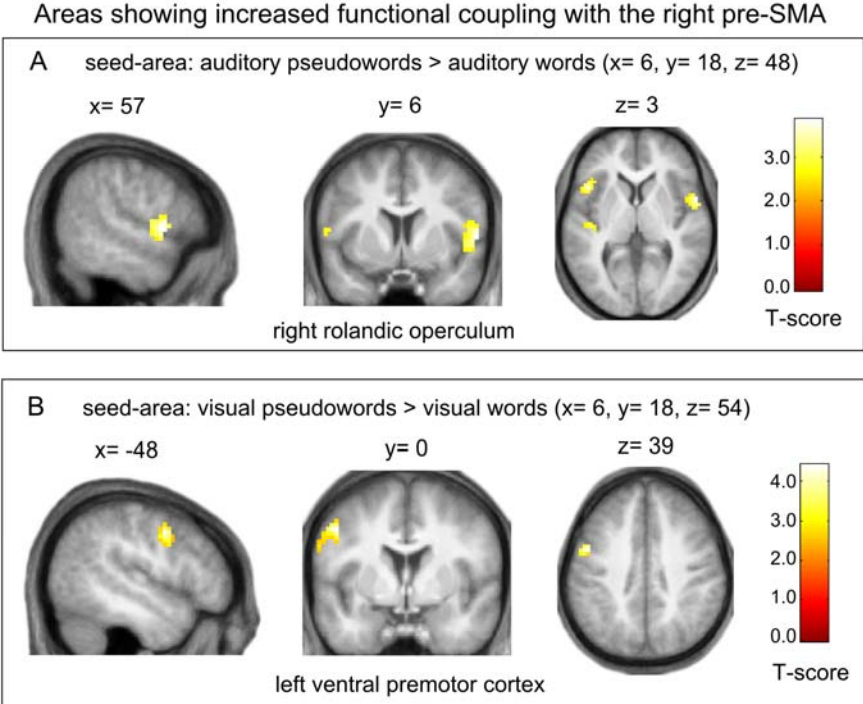 Areas showing increased functional coupling with the right pre-SMA
A seed-area: auditory pseudowords > auditory words (x= 6, y= 18, z= 48)
x= 57 y= 6 z= 3
3.0
2.0
1.0
0.0
T-score
right rolandic operculum
B seed-area: visual pseudowords > visual words (x= 6, y= 18, z= 54)
x= -48 y= 0 z= 39
4.0
3.0
2.0
1.0
0.0
T-score
left ventral premotor cortex